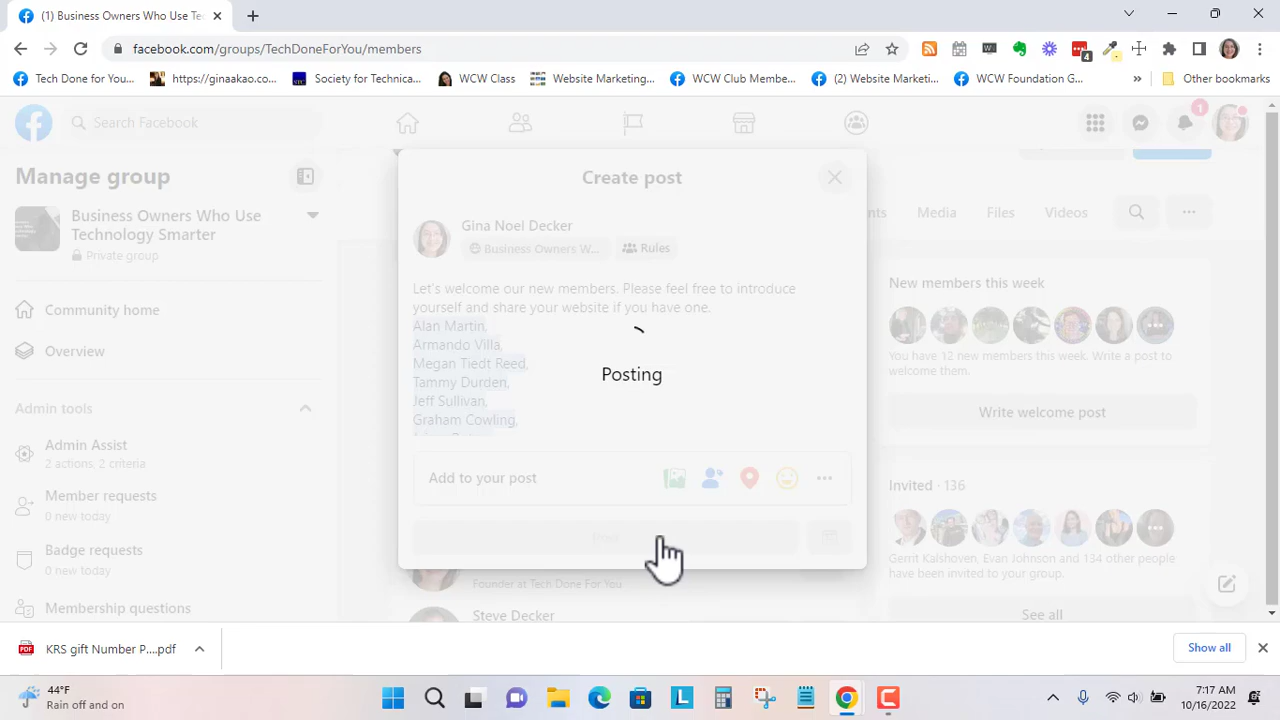 (1) Business Owners Who Use Tec
facebook.com/groups/TechDoneForYou/members
4
Tech Done for You...
https://ginaakao.co...
Society for Technica...
WCW Class
Website Marketing...
WCW Club Membe...
(2) Website Market...
WCW Foundation G...
»
Other bookmarks
Search Facebook
1
Manage group
Business Owners Who Use
Technology Smarter
Private group
Community home
Overview
Admin tools
Admin Assist
2 actions, 2 criteria
Member requests
0 new today
Badge requests
0 new today
Membership questions
Create post
Gina Noel Decker
Business Owners W...
Rules
Let's welcome our new members. Please feel free to introduce
yourself and share your website if you have one.
Alan Martin,
Armando Villa,
Megan Tiedt Reed,
Tammy Durden,
Jeff Sullivan,
Graham Cowling,
Posting
Add to your post
Post
Founder at Tech Done For You
Steve Decker
Media
Files
Videos
New members this week
You have 12 new members this week. Write a post to
welcome them.
Write welcome post
Invited · 136
Gerrit Kalshoven, Evan Johnson and 134 other people
have been invited to your group.
See all
PDF
KRS gift Number P....pdf
Show all
44°F
Rain off and on
L
7:17 AM
10/16/2022